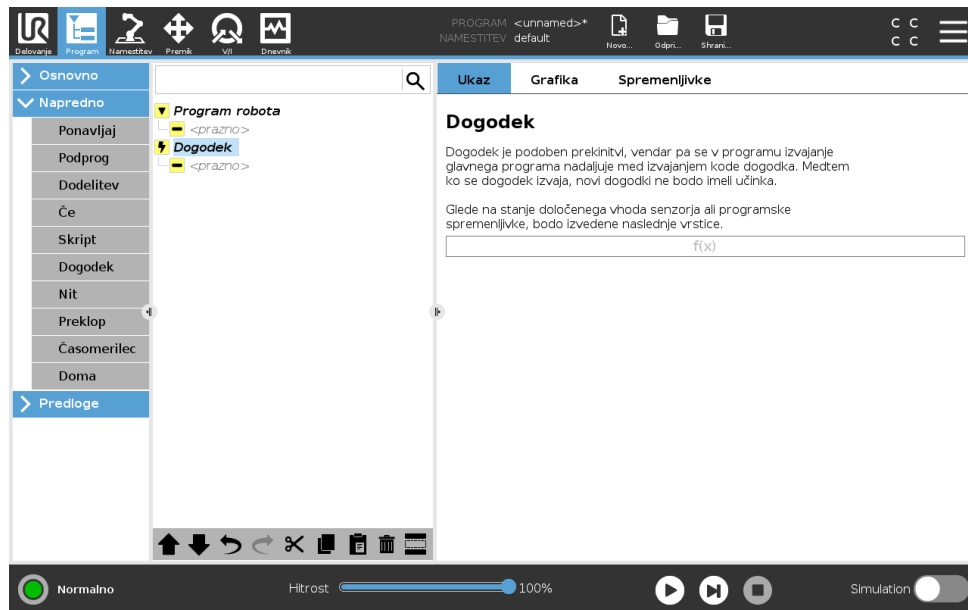 PROGRAM <unnamed>*
NAMESTITEV default
Delovanje Program Namestitev Premik V/I Dnevnik Novo... Odpri... Shrani...
C C
C C
Osnovno
Napredno
Ponavljaj
Podprog
Dodelitev
Če
Skript
Dogodek
Nit
Preklop
Časomerilec
Doma
Predloge
Program robota
<prazno>
Dogodek
<prazno>
Ukaz Grafika Spremenljivke
Dogodek
Dogodek je podoben prekinitvi, vendar pa se v programu izvajanje
glavnega programa nadaljuje med izvajanjem kode dogodka. Medtem
ko se dogodek izvaja, novi dogodki ne bodo imeli učinka.
Glede na stanje določenega vhoda senzorja ali programske
spremenljivke, bodo izvedene naslednje vrstice.
f(x)
Normalno Hitrost 100% Simulation